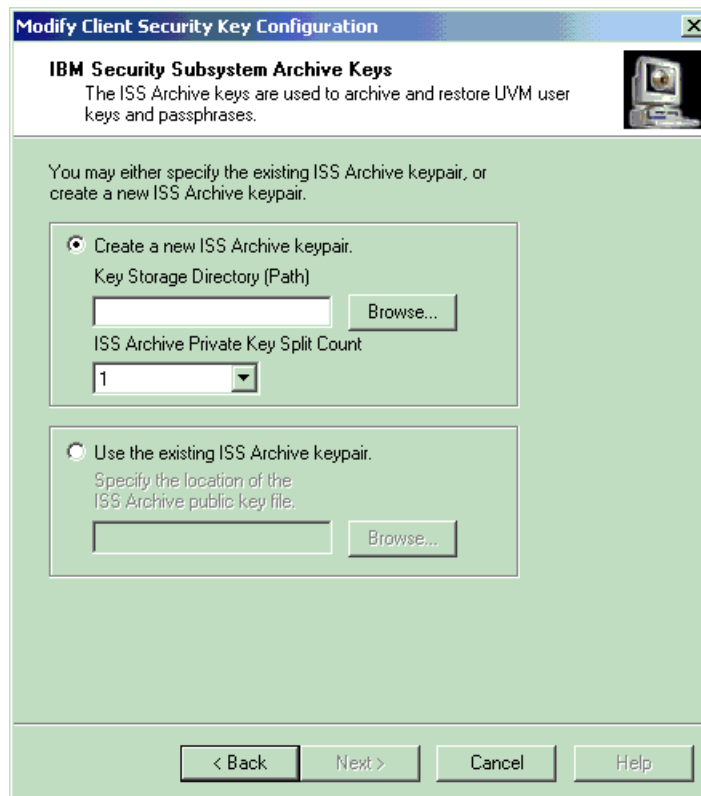 Modify Client Security Key Configuration
IBM Security Subsystem Archive Keys
The ISS Archive keys are used to archive and restore UVM user
keys and passphrases.
You may either specify the existing ISS Archive keypair, or
create a new ISS Archive keypair.
Create a new ISS Archive keypair.
Key Storage Directory (Path)
Browse...
ISS Archive Private Key Split Count
1
Use the existing ISS Archive keypair.
Specify the location of the
ISS Archive public key file.
Browse...
< Back Next > Cancel Help